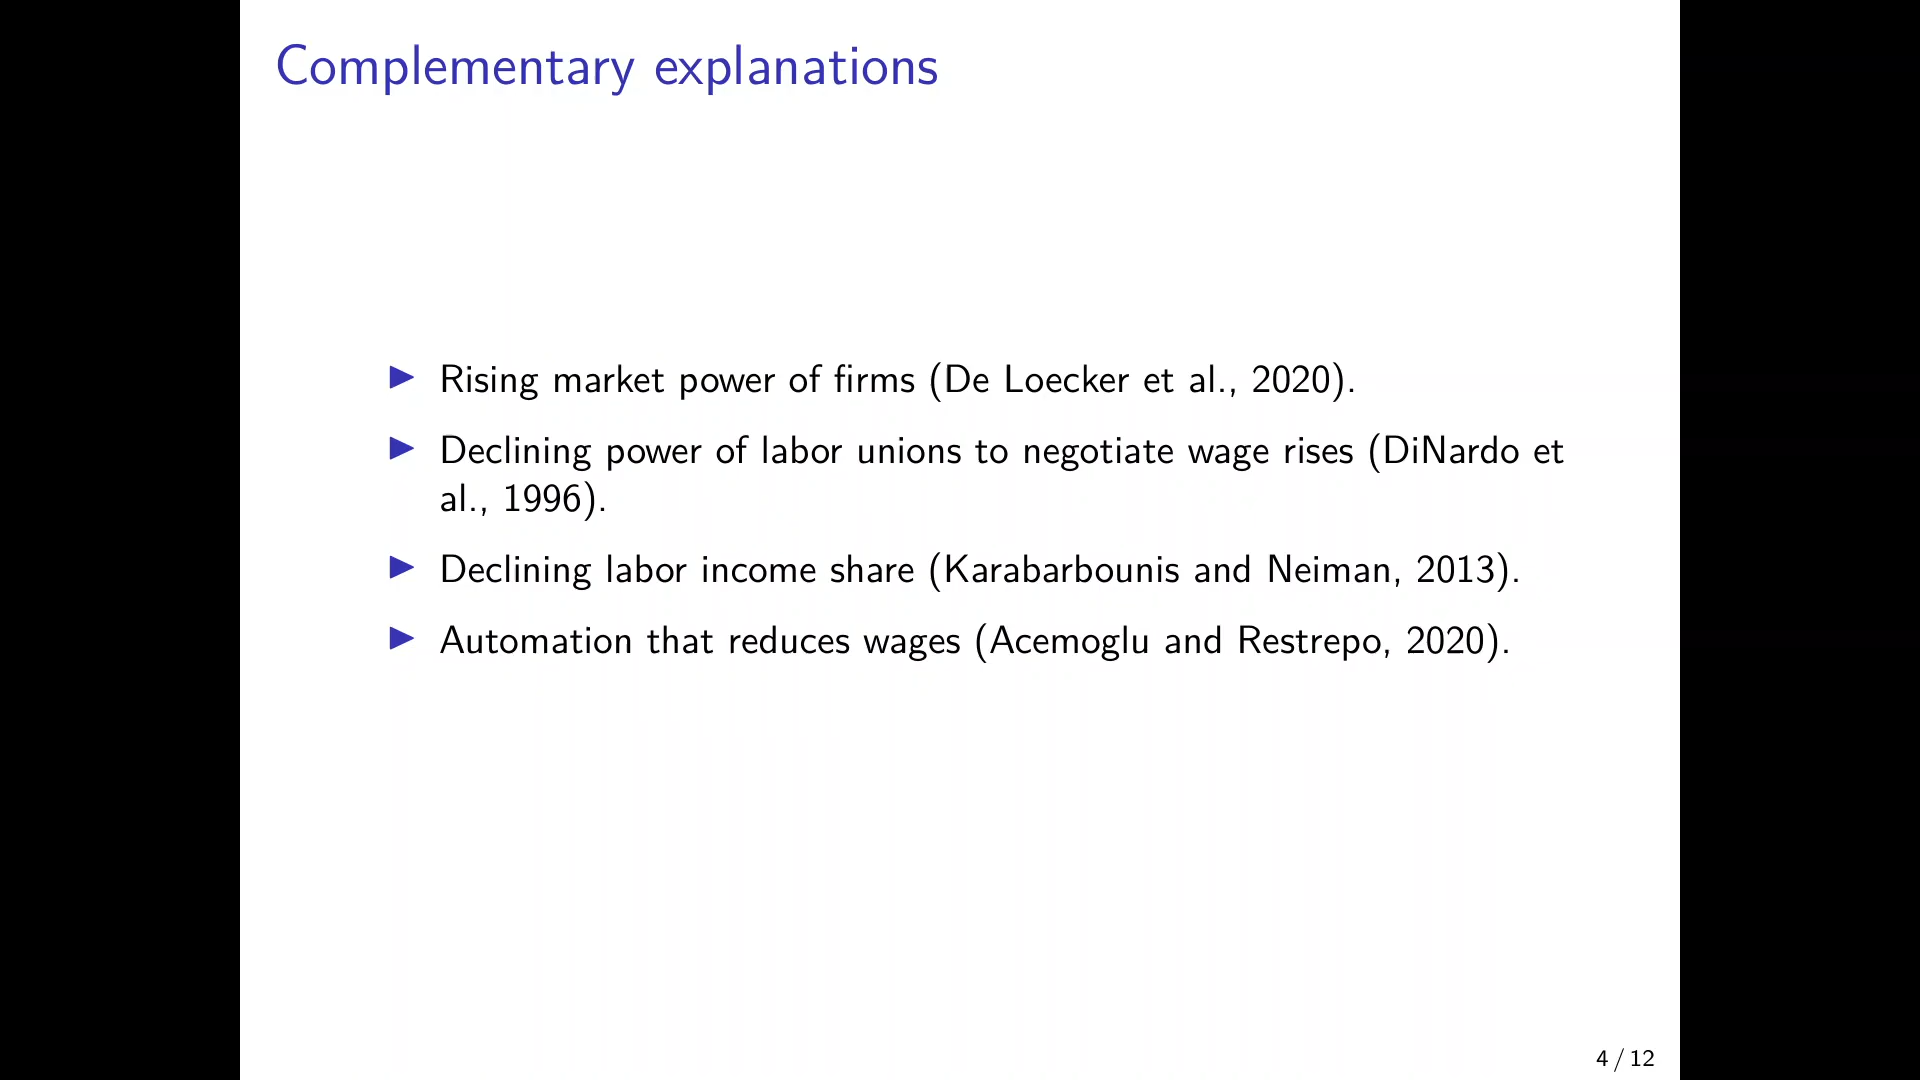 Complementary explanations
Rising market power of firms (De Loecker et al., 2020).
Declining power of labor unions to negotiate wage rises (DiNardo et
al., 1996).
Declining labor income share (Karabarbounis and Neiman, 2013).
Automation that reduces wages (Acemoglu and Restrepo, 2020).
4 / 12